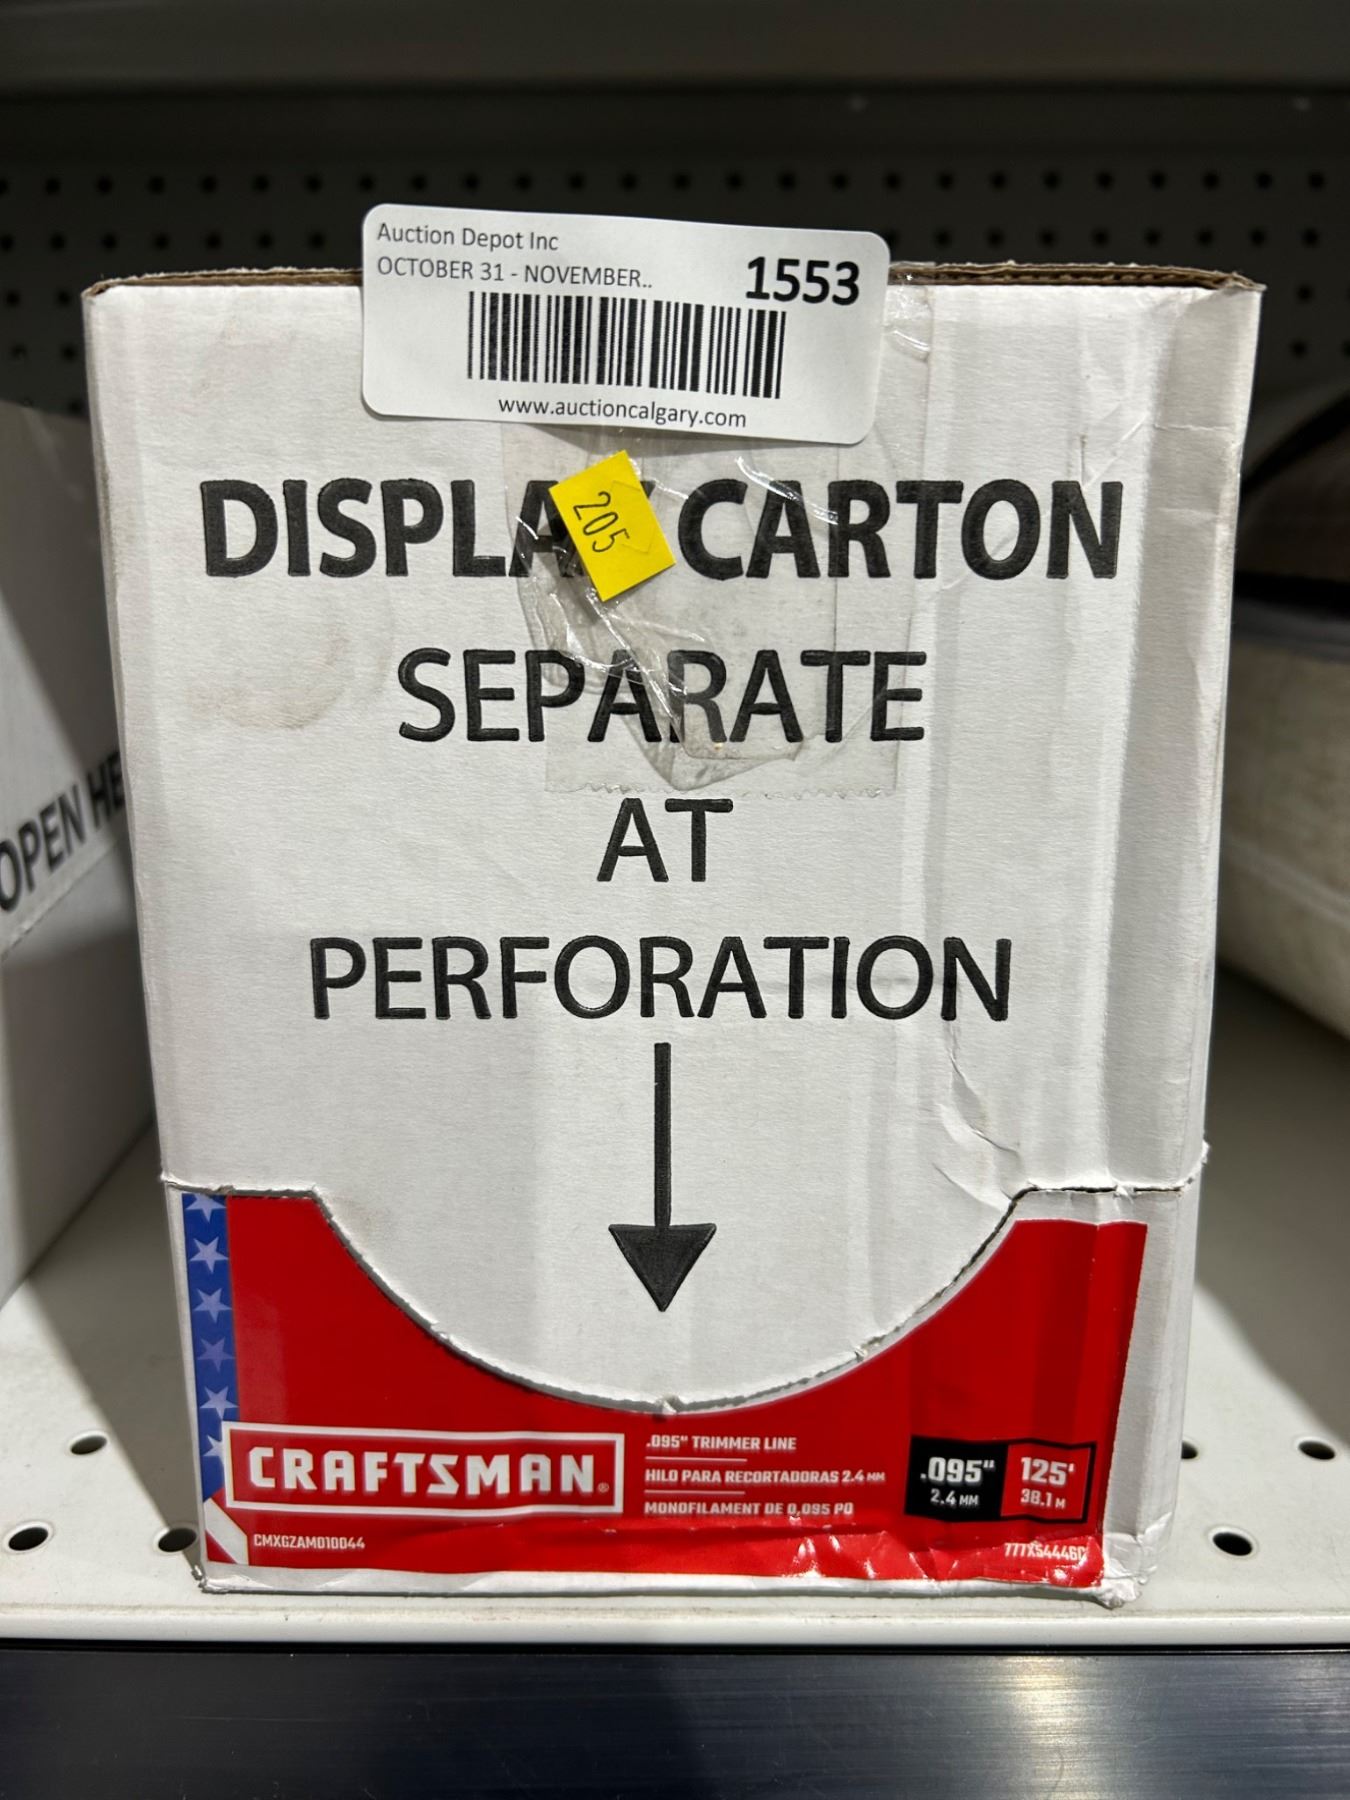 Auction Depot Inc
OCTOBER 31 - NOVEMBER..
1553
www.auctioncalgary.com
DISPLAY CARTON
205
SEPARATE
AT
PERFORATION
OPEN HE
CRAFTSMAN®
.095" TRIMMER LINE
HILO PARA RECORTADORAS 2.4 MM
MONOFILAMENT DE 0,095 PO
.095"
2.4 MM
125'
38.1 M
CMXGZAM010044
777X54446C